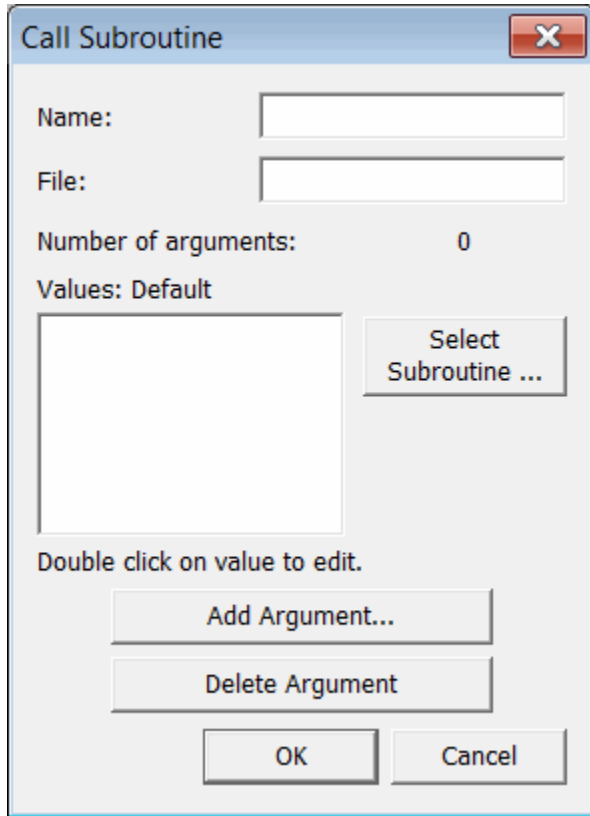 Call Subroutine
Name:
File:
Number of arguments: 0
Values: Default
Select
Subroutine ...
Double click on value to edit.
Add Argument...
Delete Argument
OK Cancel